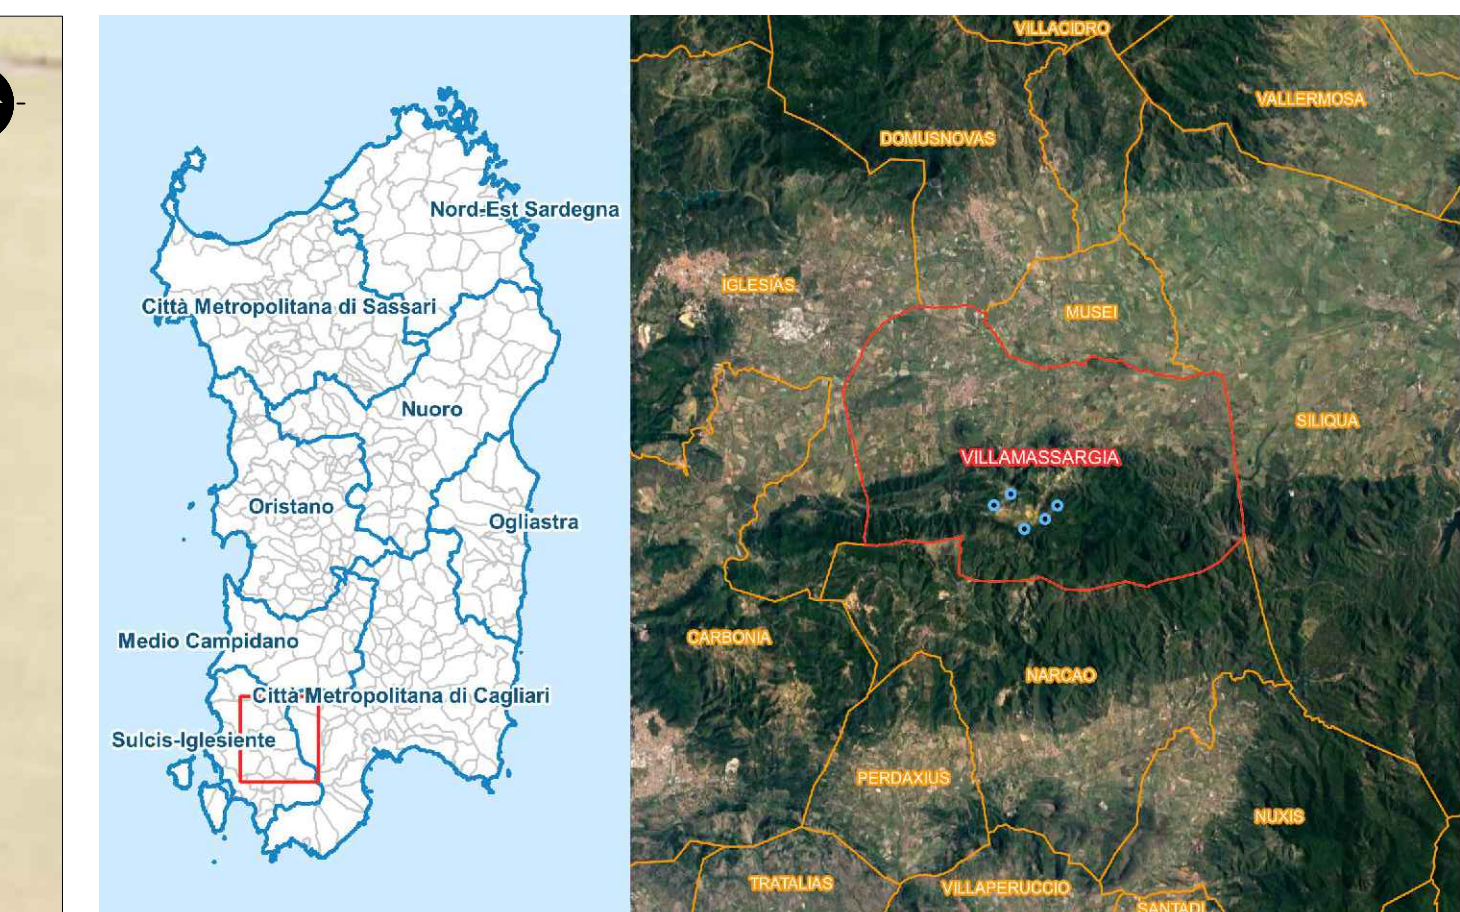 Nord-Est Sardegna
Città Metropolitana di Sassari
Nuoro
Oristano
Ogliastra
Medio Campidano
Città Metropolitana di Cagliari
Sulcis-Iglesiente
VILLACIDRO
VALLERMOSA
DOMUSNOVAS
IGLESIAS
MUSEI
SILIQUA
VILLAMASSARGIA
CARBONIA
NARCAO
PERDAXIUS
NUXIS
TRATALIAS
VILLAPERUCCIO
SANTADI